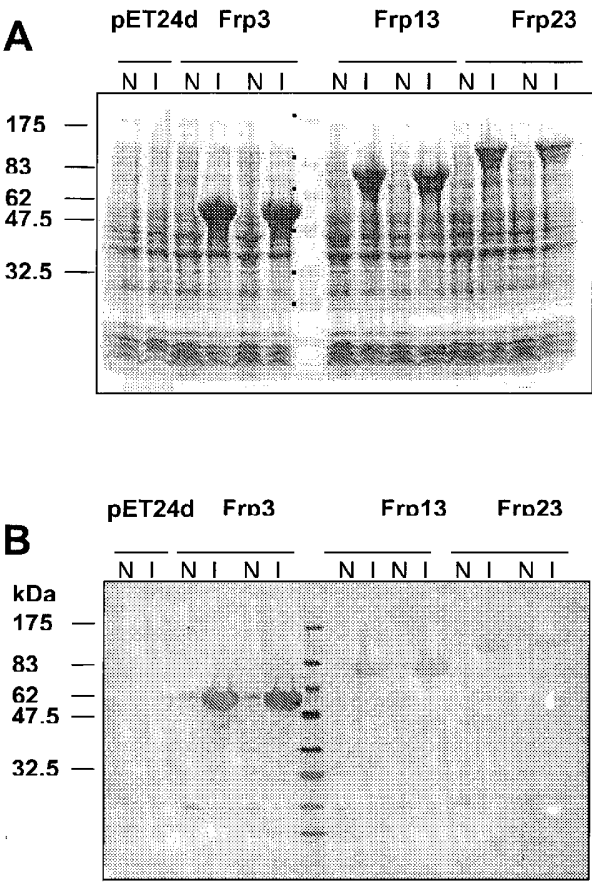 A
pET24d Frp3 Frp13 Frp23
N I N I N I N I N I N I N I
175
83
62
47.5
32.5
B
pET24d Frp3 Frp13 Frp23
N I N I N I N I N I N I N I
kDa
175
83
62
47.5
32.5